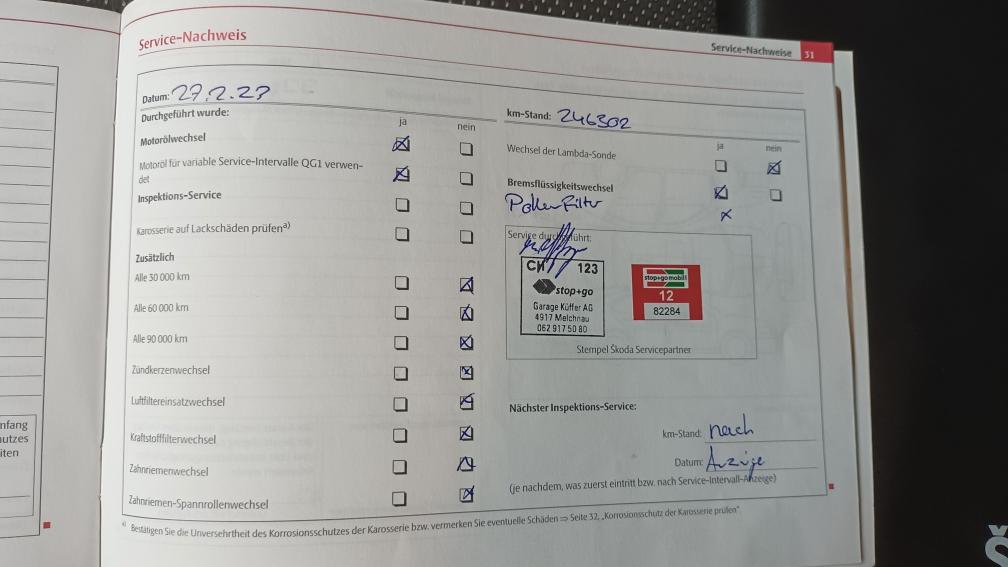 Service-Nachweis
Service-Nachweise 31
Datum: 27.2.23
km-Stand: 246302
Durchgeführt wurde:
ja nein
ja nein
Motorölwechsel
Motoröl für variable Service-Intervalle QG1 verwen-
det
Inspektions-Service
Karosserie auf Lackschäden prüfen a)
Zusätzlich
Alle 30 000 km
Alle 60 000 km
Alle 90 000 km
Zündkerzenwechsel
Luftfiltereinsatzwechsel
Kraftstofffilterwechsel
Zahnriemenwechsel
Zahnriemen-Spannrollenwechsel
Wechsel der Lambda-Sonde
Bremsflüssigkeitswechsel
Pollenfilter x
Service durchgeführt:
CH 123
stop+go
Garage Küffer AG
4917 Melchnau
062 917 50 80
stop+go mobil
12
82284
Stempel Škoda Servicepartner
Nächster Inspektions-Service:
km-Stand: nach
Datum: Anzeige
(je nachdem, was zuerst eintritt bzw. nach Service-Intervall-Anzeige)
a) Bestätigen Sie die Unversehrtheit des Korrosionsschutzes der Karosserie bzw. vermerken Sie eventuelle Schäden ⇒ Seite 32, „Korrosionsschutz der Karosserie prüfen“
nfang
utzes
iten
Š